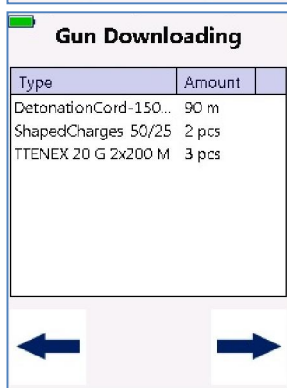 Gun Downloading
Type Amount
DetonationCord-150... 90 m
ShapedCharges 50/25 2 pcs
TTENEX 20 G 2x200 M 3 pcs